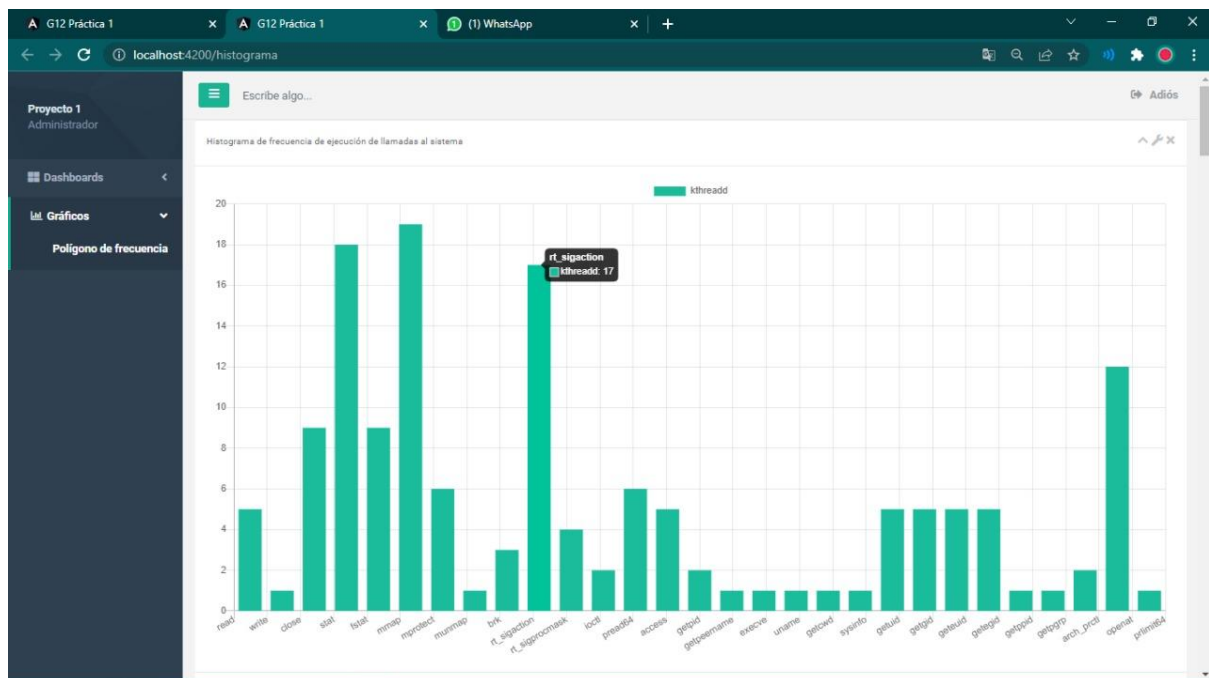 G12 Práctica 1
G12 Práctica 1
(1) WhatsApp
localhost:4200/histograma
Proyecto 1
Administrador
Dashboards
Gráficos
Polígono de frecuencia
Escribe algo...
Adiós
Histograma de frecuencia de ejecución de llamadas al sistema
kthreadd
20
18
16
14
12
10
8
6
4
2
0
rt_sigaction
kthreadd: 17
read
write
close
stat
fstat
mmap
mprotect
munmap
brk
rt_sigaction
rt_sigprocmask
ioctl
pread64
access
getpid
getpeername
execve
uname
getcwd
sysinfo
getuid
getgid
geteuid
getegid
getppid
getpgrp
arch_prctl
openat
prlimit64